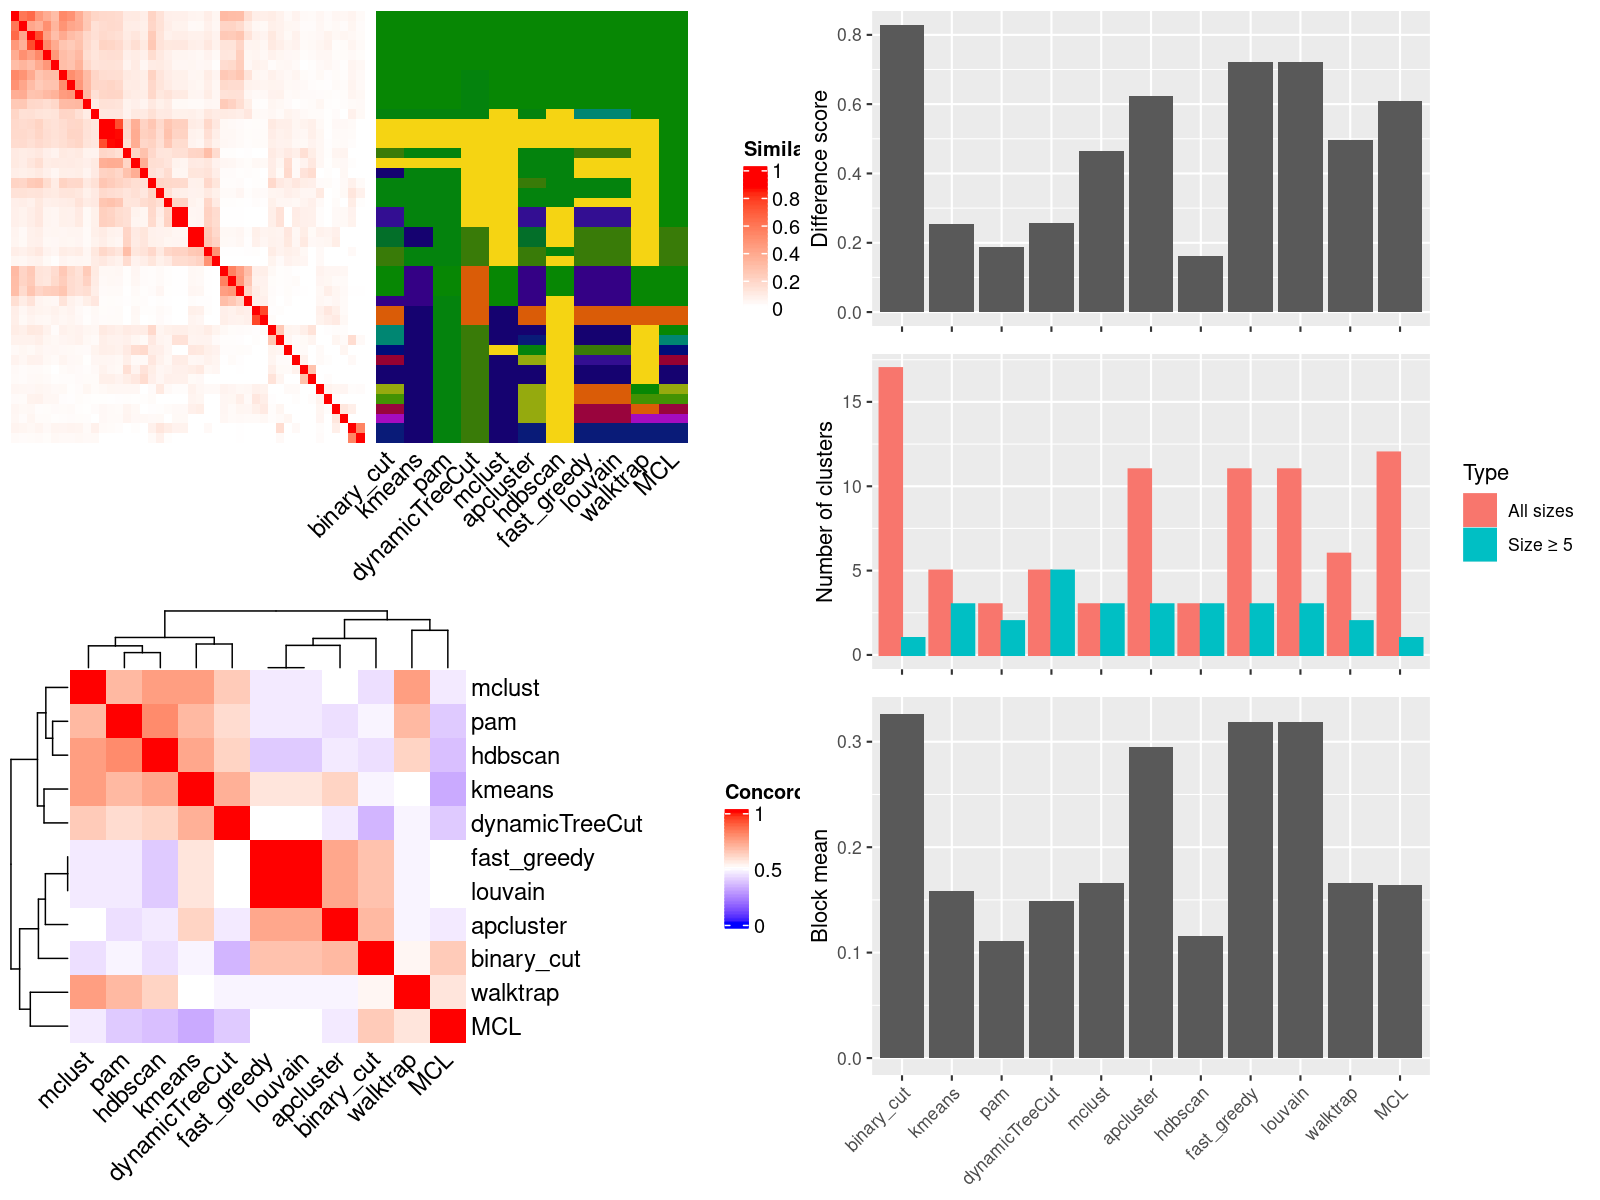 Simila
1
0.8
0.6
0.4
0.2
0
binary_cut
kmeans
pam
dynamicTreeCut
mclust
apcluster
hdbscan
fast_greedy
louvain
walktrap
MCL
Difference score
0.8
0.6
0.4
0.2
0.0
Number of clusters
15
10
5
0
Type
All sizes
Size ≥ 5
mclust
pam
hdbscan
kmeans
dynamicTreeCut
fast_greedy
louvain
apcluster
binary_cut
walktrap
MCL
mclust
pam
hdbscan
kmeans
dynamicTreeCut
fast_greedy
louvain
apcluster
binary_cut
walktrap
MCL
Concord
1
0.5
0
Block mean
0.3
0.2
0.1
0.0
binary_cut
kmeans
pam
dynamicTreeCut
mclust
apcluster
hdbscan
fast_greedy
louvain
walktrap
MCL